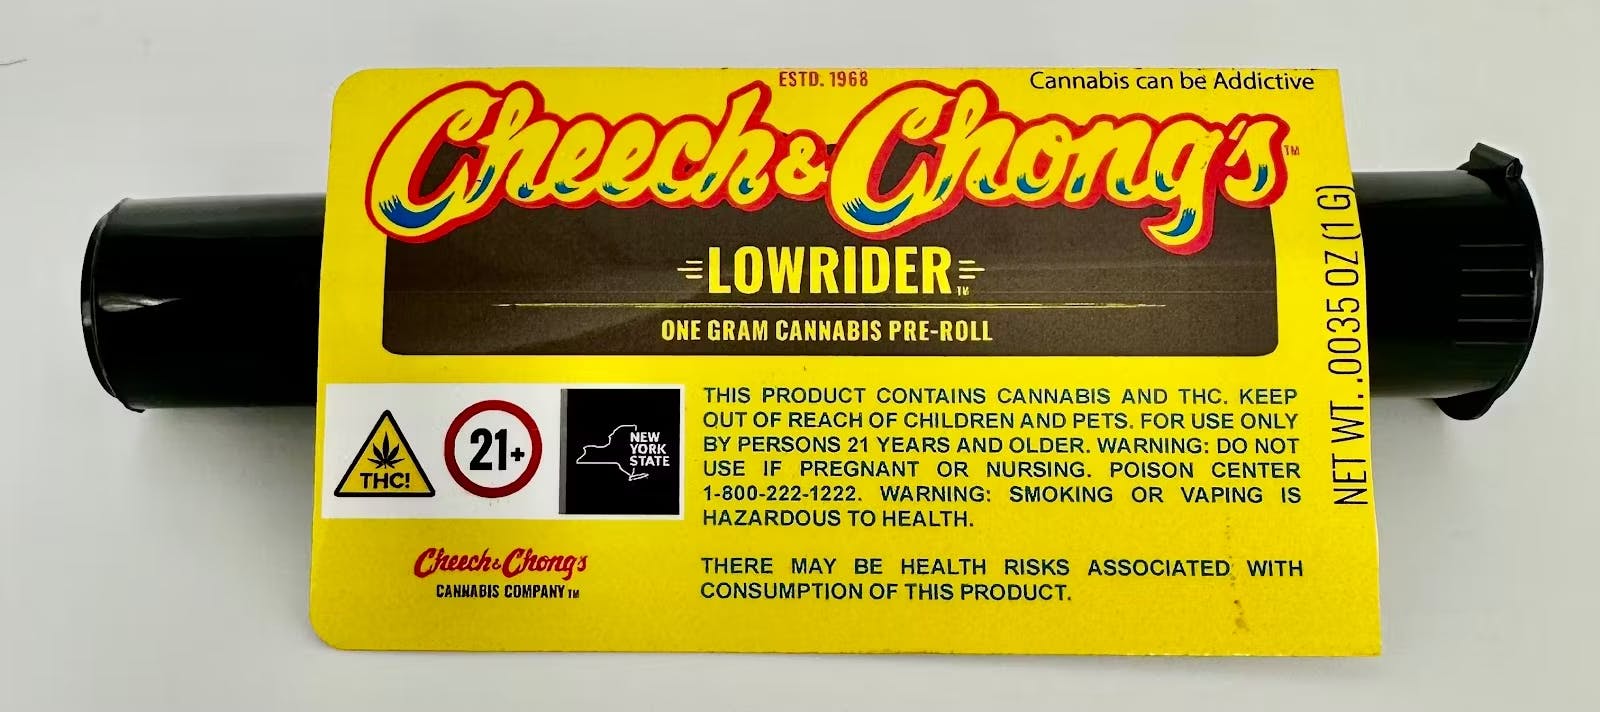 ESTD. 1968
Cannabis can be Addictive
Cheech & Chong's™
LOWRIDER™
ONE GRAM CANNABIS PRE-ROLL
NET WT. .0035 OZ (1 G)
THC!
21+
NEW
YORK
STATE
THIS PRODUCT CONTAINS CANNABIS AND THC. KEEP
OUT OF REACH OF CHILDREN AND PETS. FOR USE ONLY
BY PERSONS 21 YEARS AND OLDER. WARNING: DO NOT
USE IF PREGNANT OR NURSING. POISON CENTER
1-800-222-1222. WARNING: SMOKING OR VAPING IS
HAZARDOUS TO HEALTH.
THERE MAY BE HEALTH RISKS ASSOCIATED WITH
CONSUMPTION OF THIS PRODUCT.
Cheech & Chong's
CANNABIS COMPANY™